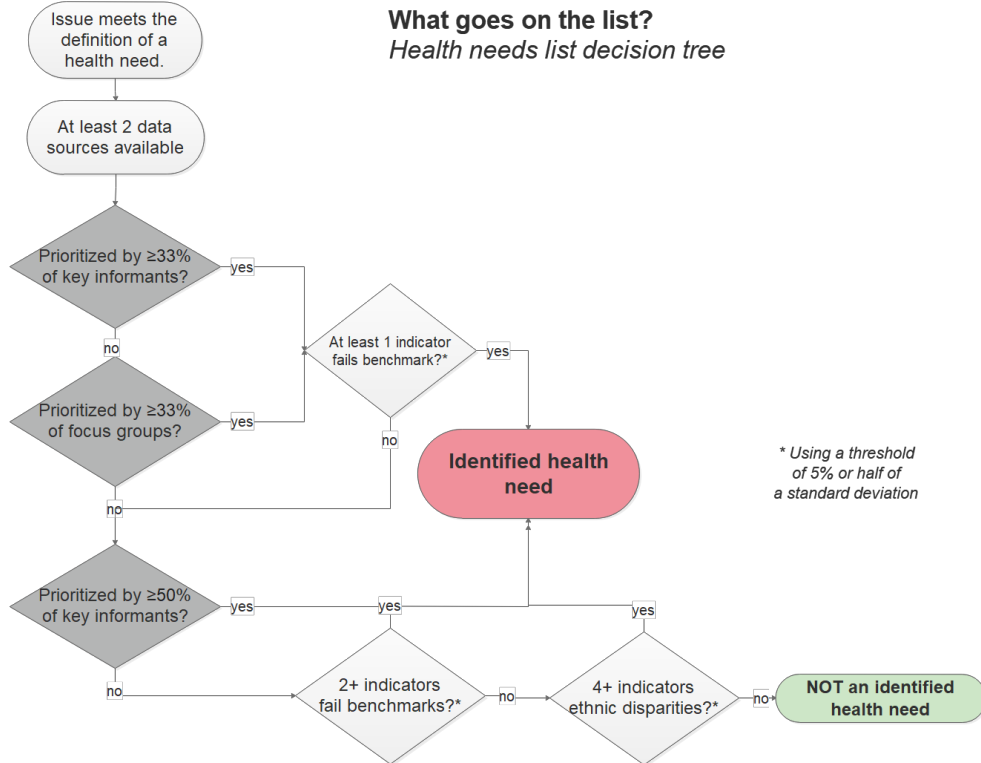 What goes on the list?
Health needs list decision tree
Issue meets the
definition of a
health need.
At least 2 data
sources available
Prioritized by ≥33%
of key informants?
yes
no
At least 1 indicator
fails benchmark?*
yes
no
Prioritized by ≥33%
of focus groups?
yes
no
Identified health
need
* Using a threshold
of 5% or half of
a standard deviation
Prioritized by ≥50%
of key informants?
yes
no
2+ indicators
fail benchmarks?*
yes
no
4+ indicators
ethnic disparities?*
yes
no
NOT an identified
health need